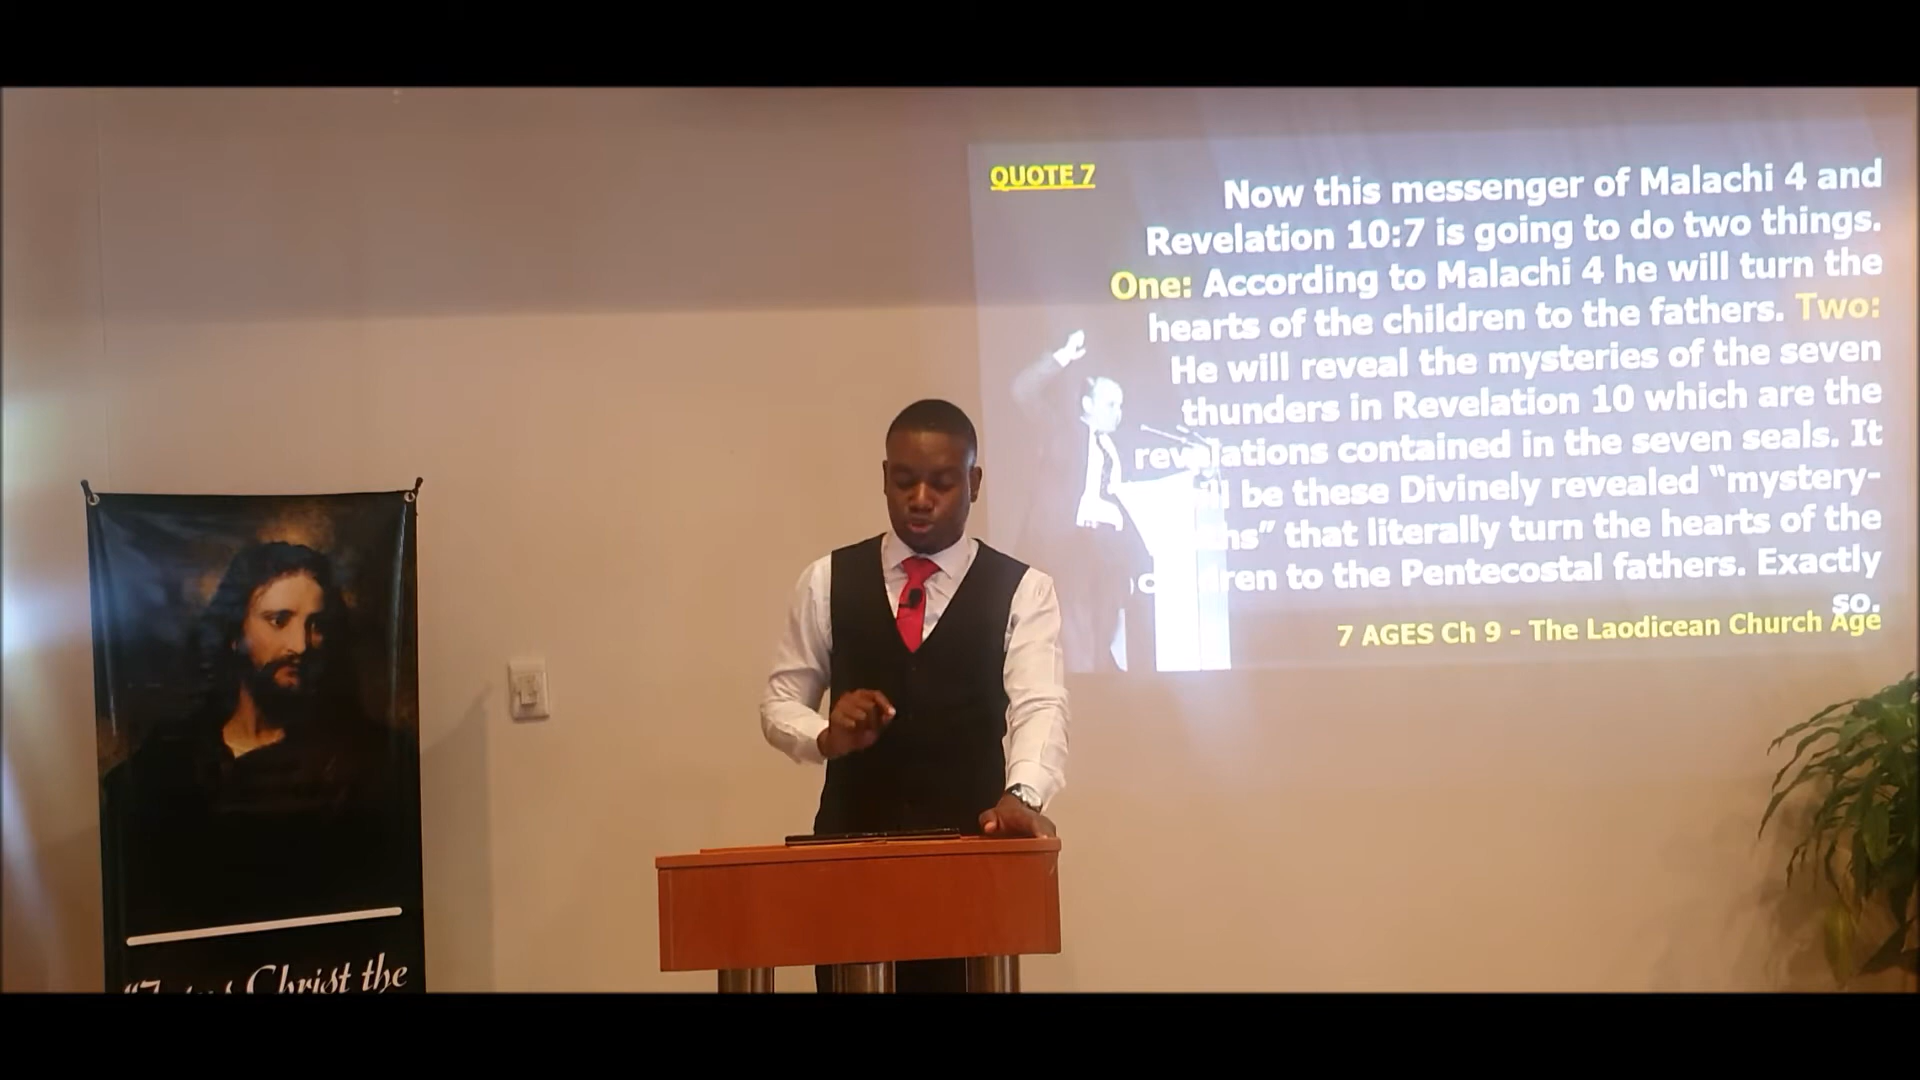 QUOTE 7
Now this messenger of Malachi 4 and
Revelation 10:7 is going to do two things.
One: According to Malachi 4 he will turn the
hearts of the children to the fathers. Two:
He will reveal the mysteries of the seven
thunders in Revelation 10 which are the
revelations contained in the seven seals. It
be these Divinely revealed “mystery-
that literally turn the hearts of the
children to the Pentecostal fathers. Exactly
so.
7 AGES Ch 9 - The Laodicean Church Age
Christ the